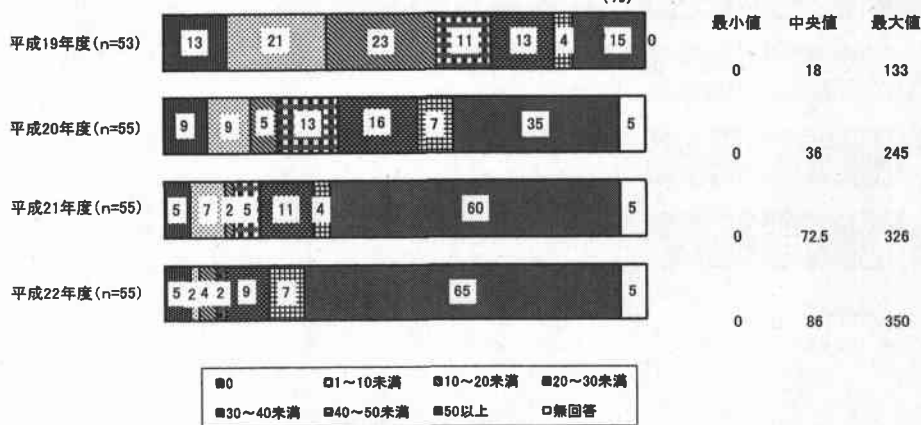 (%)
最小値 中央値 最大値
平成19年度(n=53) 13 21 23 11 13 4 15 0
0 18 133
平成20年度(n=55) 9 9 5 13 16 7 35 5
0 36 245
平成21年度(n=55) 5 7 2 5 11 4 60 5
0 72.5 326
平成22年度(n=55) 5 2 4 2 9 7 65 5
0 86 350
0 1~10未満 10~20未満 20~30未満
30~40未満 40~50未満 50以上 無回答